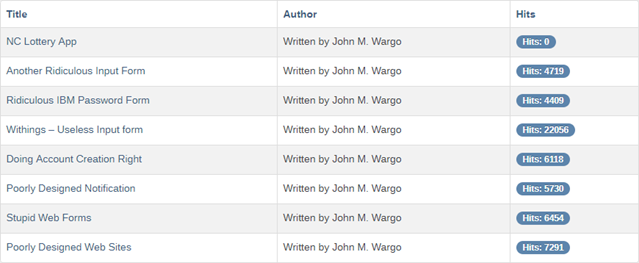 Title Author Hits
NC Lottery App Written by John M. Wargo Hits: 0
Another Ridiculous Input Form Written by John M. Wargo Hits: 4719
Ridiculous IBM Password Form Written by John M. Wargo Hits: 4409
Withings – Useless Input form Written by John M. Wargo Hits: 22056
Doing Account Creation Right Written by John M. Wargo Hits: 6118
Poorly Designed Notification Written by John M. Wargo Hits: 5730
Stupid Web Forms Written by John M. Wargo Hits: 6454
Poorly Designed Web Sites Written by John M. Wargo Hits: 7291